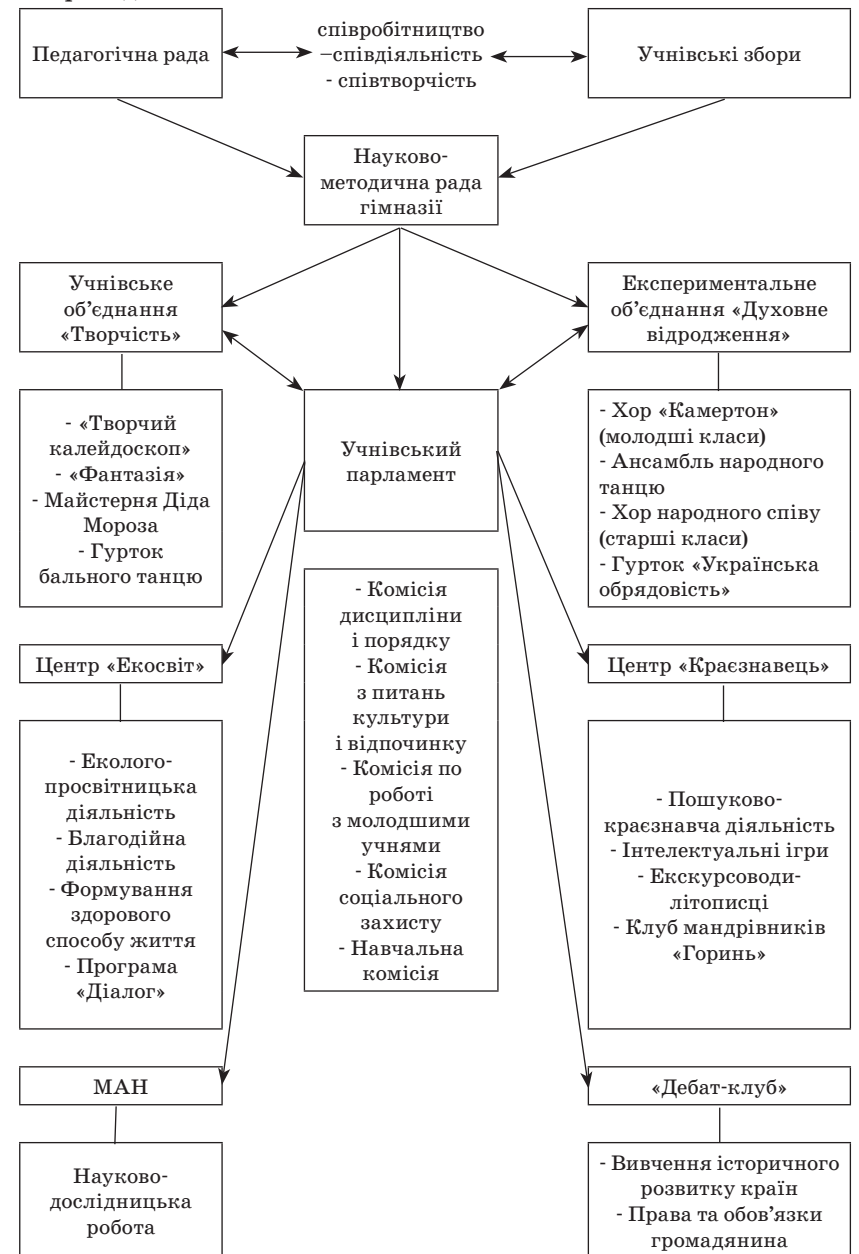 Педагогічна рада
співробітництво
–співдіяльність
- співтворчість
Учнівські збори
Науково-
методична рада
гімназії
Учнівське
об’єднання
«Творчість»
Експериментальне
об’єднання «Духовне
відродження»
- «Творчий
калейдоскоп»
- «Фантазія»
- Майстерня Діда
Мороза
- Гурток
бального танцю
Учнівський
парламент
- Хор «Камертон»
(молодші класи)
- Ансамбль народного
танцю
- Хор народного співу
(старші класи)
- Гурток «Українська
обрядовість»
- Комісія
дисципліни
і порядку
- Комісія
з питань
культури
і відпочинку
- Комісія по
роботі
з молодшими
учнями
- Комісія
соціального
захисту
- Навчальна
комісія
Центр «Екосвіт»
Центр «Краєзнавець»
- Еколого-
просвітницька
діяльність
- Благодійна
діяльність
- Формування
здорового
способу життя
- Програма
«Діалог»
- Пошуково-
краєзнавча діяльність
- Інтелектуальні ігри
- Екскурсоводи-
літописці
- Клуб мандрівників
«Горинь»
МАН
«Дебат-клуб»
Науково-
дослідницька
робота
- Вивчення історичного
розвитку країн
- Права та обов’язки
громадянина